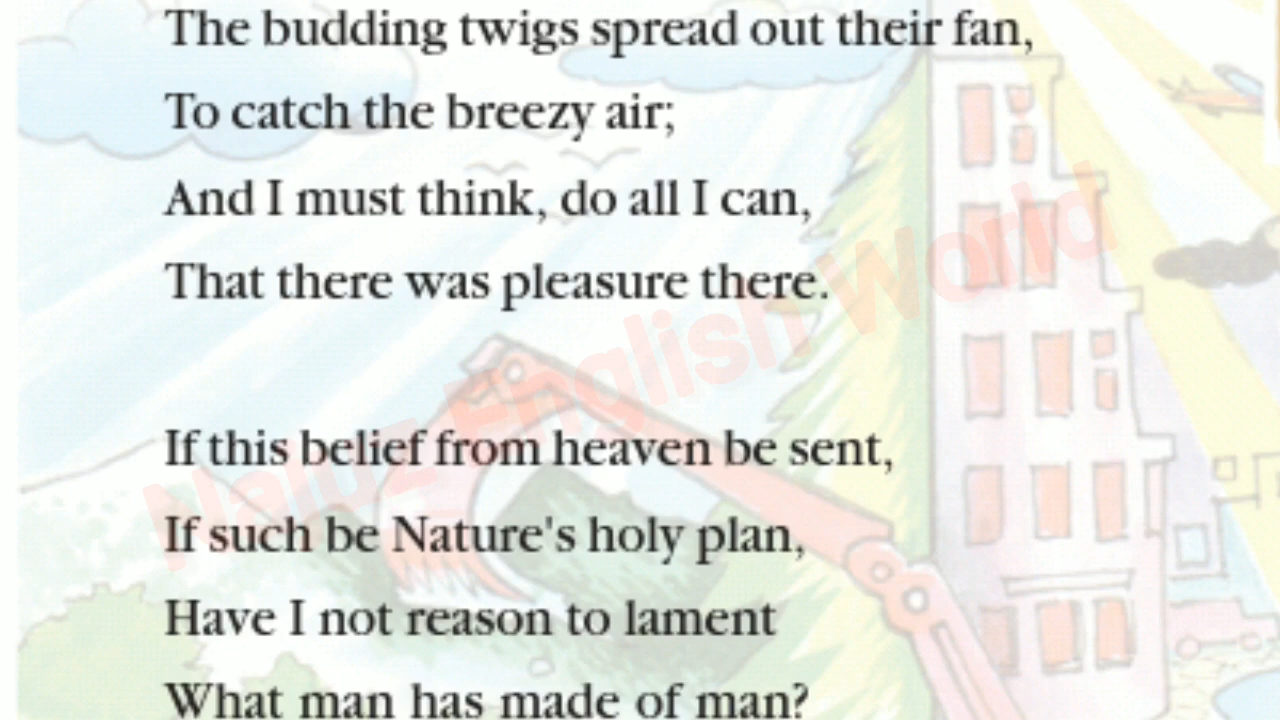 The budding twigs spread out their fan,
To catch the breezy air;
And I must think, do all I can,
That there was pleasure there.
If this belief from heaven be sent,
If such be Nature's holy plan,
Have I not reason to lament
What man has made of man?